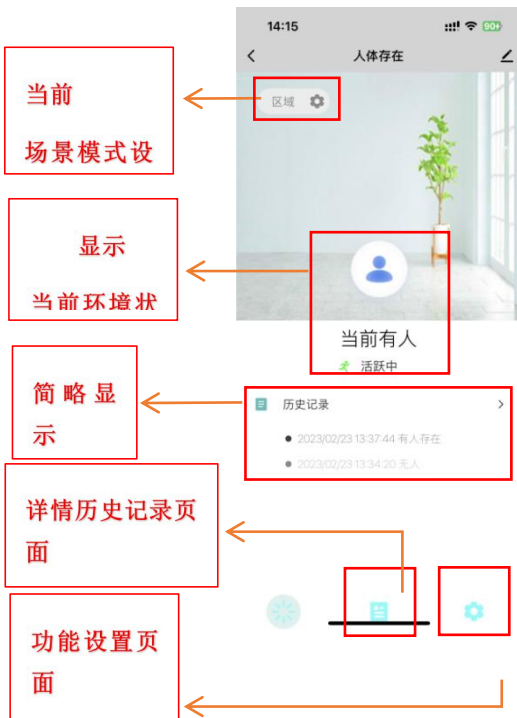 14:15
90+
人体存在
区域
当前
场景模式设
显示
当前环境状
当前有人
活跃中
简略显
示
历史记录
2023/02/23 13:37:44 有人存在
2023/02/23 13:34:20 无人
详情历史记录页
面
功能设置页
面